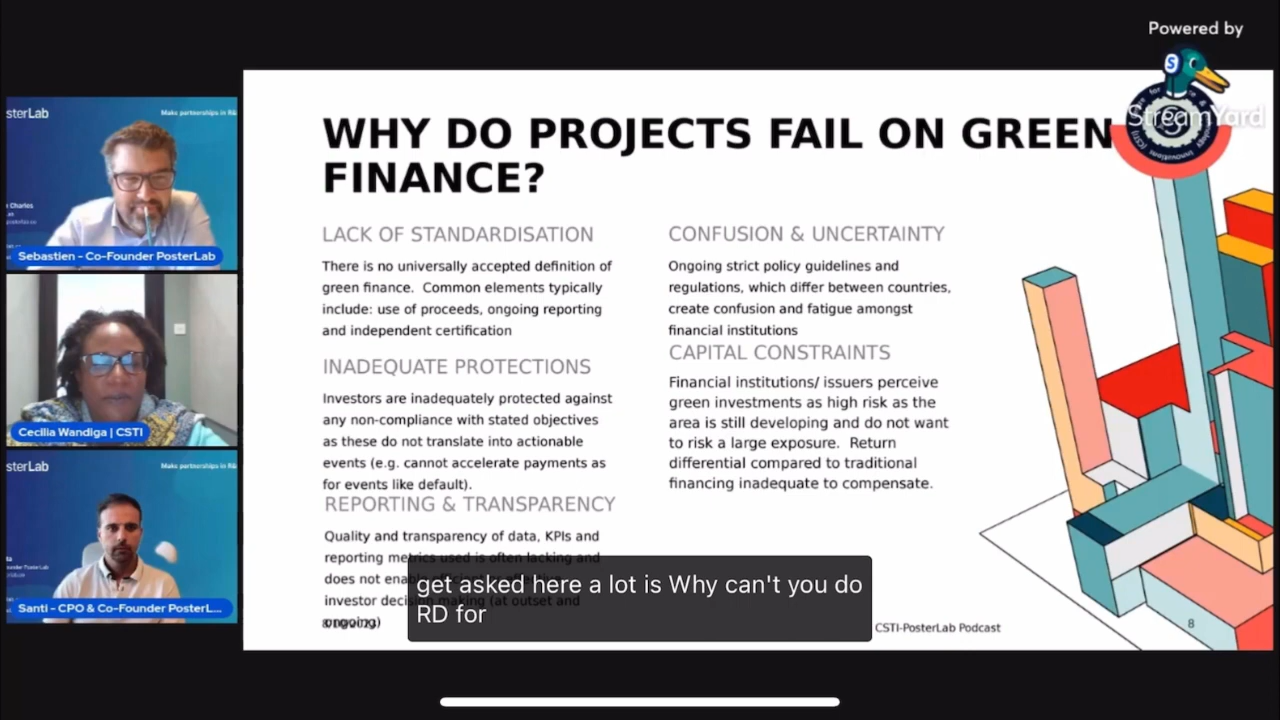 Powered by
StreamYard
sterLab
Make partnerships in R&
Charles
Sebastien - Co-Founder PosterLab
Cecilia Wandiga | CSTI
sterLab
Make partnerships in R&
Santi - CPO & Co-Founder PosterL...
WHY DO PROJECTS FAIL ON GREEN
FINANCE?
LACK OF STANDARDISATION
There is no universally accepted definition of
green finance. Common elements typically
include: use of proceeds, ongoing reporting
and independent certification
INADEQUATE PROTECTIONS
Investors are inadequately protected against
any non-compliance with stated objectives
as these do not translate into actionable
events (e.g. cannot accelerate payments as
for events like default).
REPORTING & TRANSPARENCY
Quality and transparency of data, KPIs and
reporting metrics used is often lacking and
does not enable
investor decision making (at outset and
ongoing)
CONFUSION & UNCERTAINTY
Ongoing strict policy guidelines and
regulations, which differ between countries,
create confusion and fatigue amongst
financial institutions
CAPITAL CONSTRAINTS
Financial institutions/ issuers perceive
green investments as high risk as the
area is still developing and do not want
to risk a large exposure. Return
differential compared to traditional
financing inadequate to compensate.
get asked here a lot is Why can't you do
RD for
CSTI-PosterLab Podcast
8